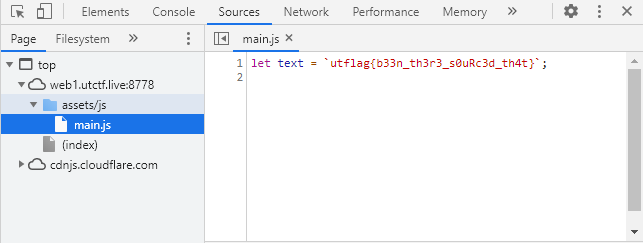 Elements Console Sources Network Performance Memory »
Page Filesystem »
main.js ×
top
web1.utctf.live:8778
assets/js
main.js
(index)
cdnjs.cloudflare.com
1 let text = `utflag{b33n_th3r3_s0uRc3d_th4t}`;
2